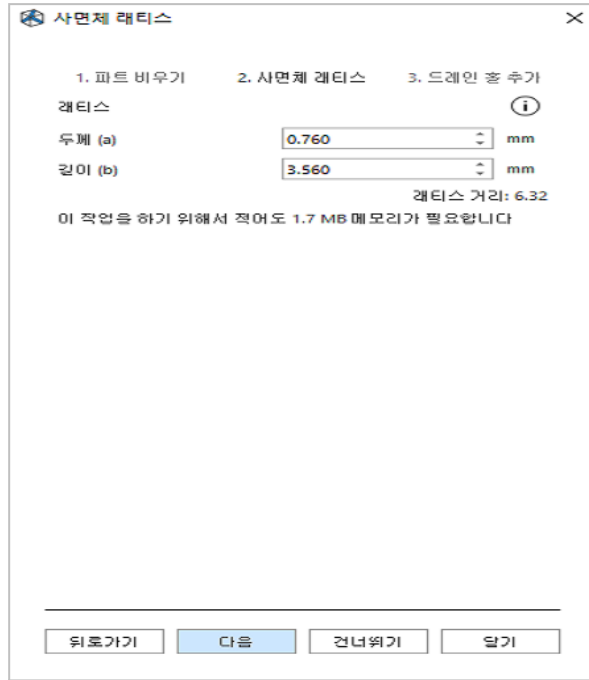 사면체 래티스
1. 파트 비우기 2. 사면체 래티스 3. 드레인 홀 추가
래티스
두께 (a) 0.760 mm
길이 (b) 3.560 mm
래티스 거리: 6.32
이 작업을 하기 위해서 적어도 1.7 MB 메모리가 필요합니다
뒤로가기 다음 건너뛰기 닫기